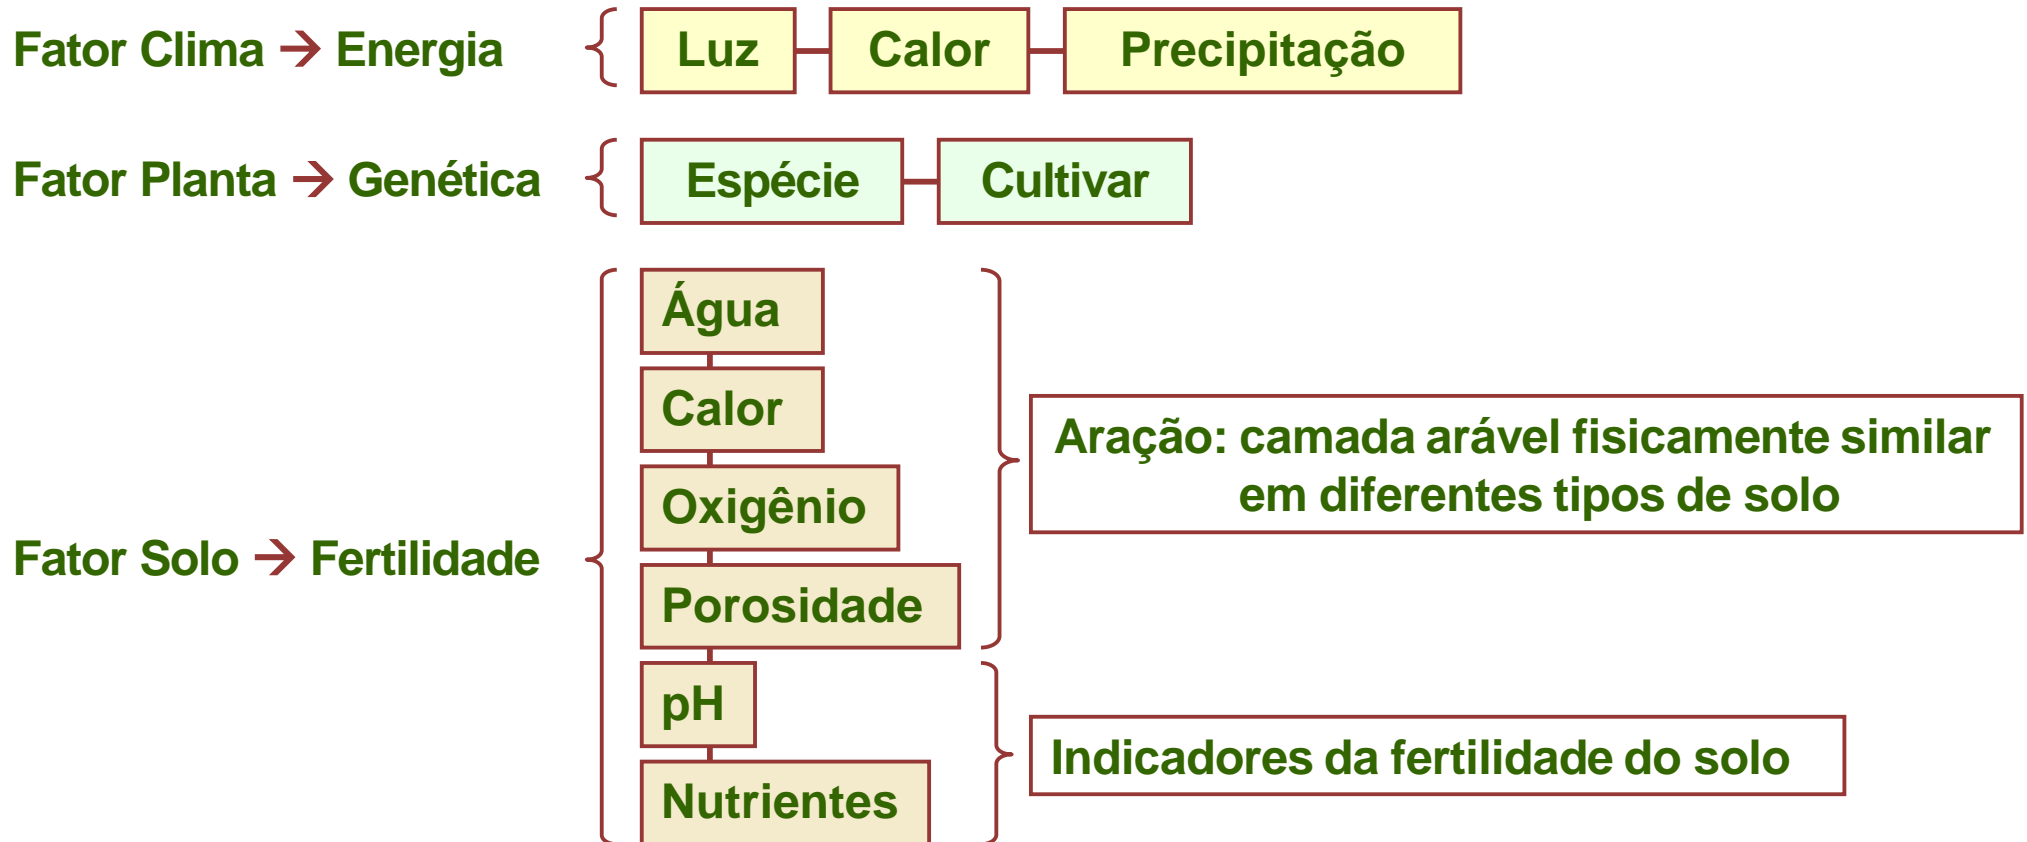 Fator Clima → Energia
Luz
Calor
Precipitação
Fator Planta → Genética
Espécie
Cultivar
Fator Solo → Fertilidade
Água
Calor
Oxigênio
Porosidade
pH
Nutrientes
Aração: camada arável fisicamente similar
em diferentes tipos de solo
Indicadores da fertilidade do solo